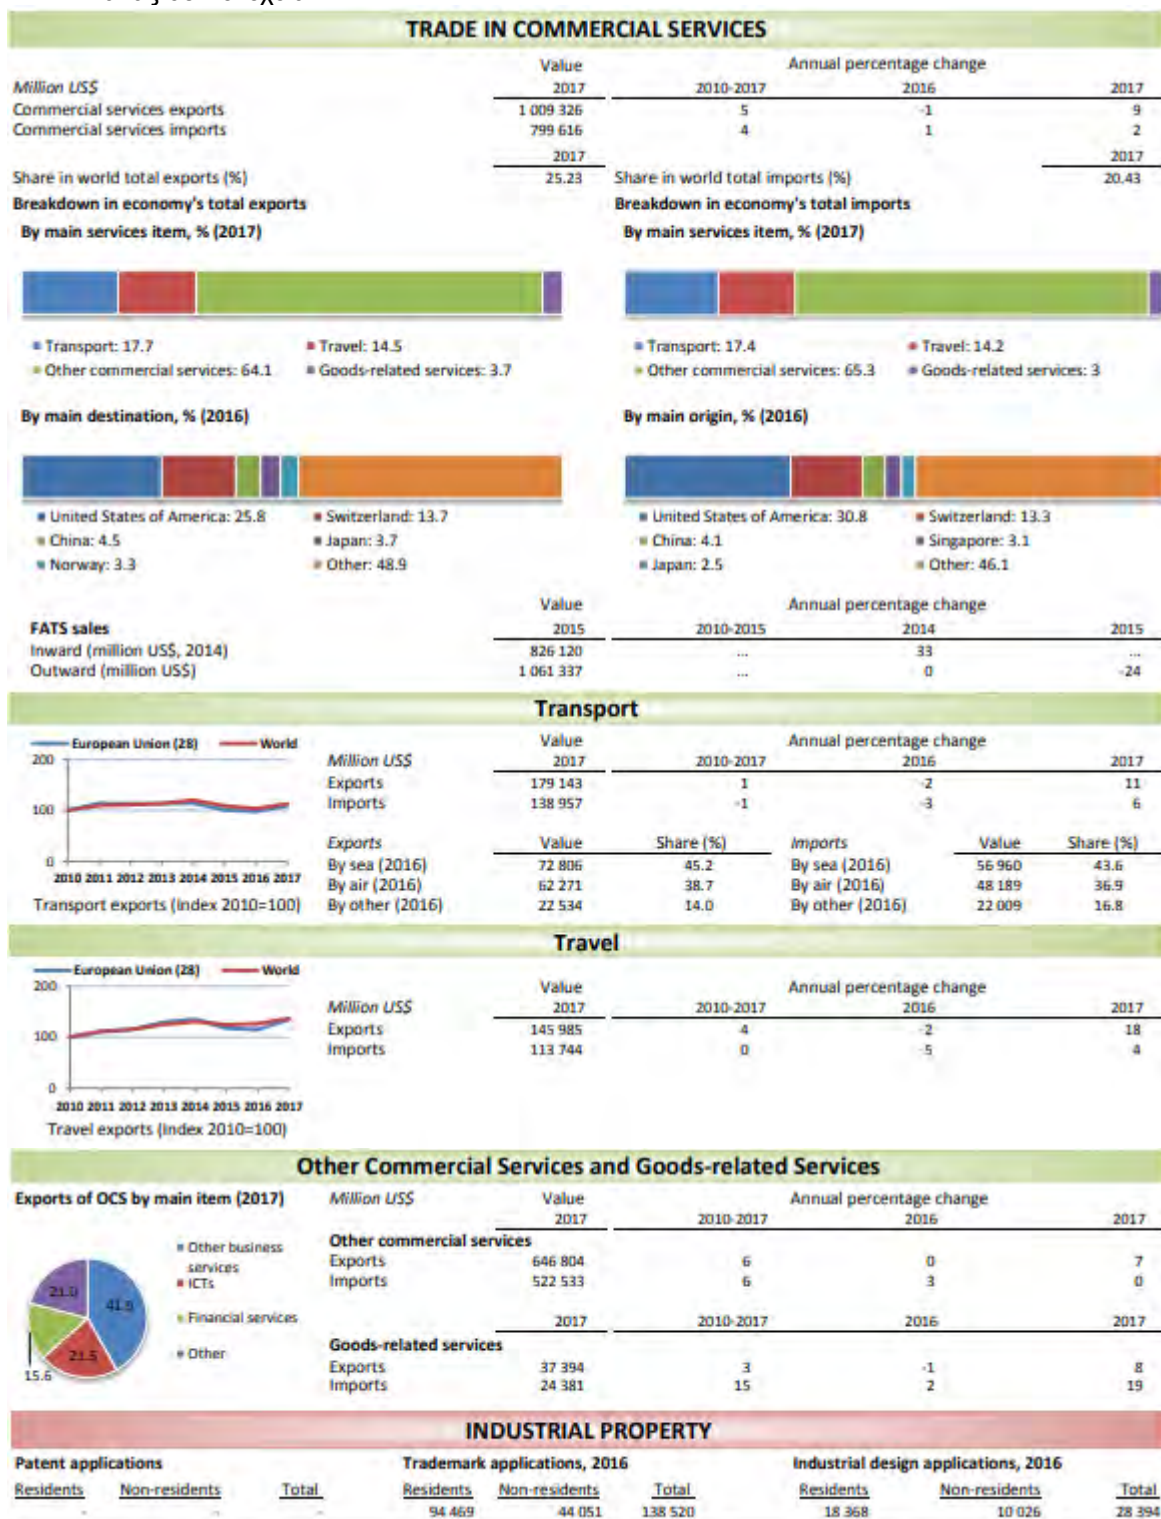 TRADE IN COMMERCIAL SERVICES
Value Annual percentage change
Million US$ 2017 2010-2017 2016 2017
Commercial services exports 1 009 326 5 -1 9
Commercial services imports 799 616 4 1 2
2017 2017
Share in world total exports (%) 25.23 Share in world total imports (%) 20.43
Breakdown in economy's total exports Breakdown in economy's total imports
By main services item, % (2017) By main services item, % (2017)
Transport: 17.7 Travel: 14.5 Transport: 17.4 Travel: 14.2
Other commercial services: 64.1 Goods-related services: 3.7 Other commercial services: 65.3 Goods-related services: 3
By main destination, % (2016) By main origin, % (2016)
United States of America: 25.8 Switzerland: 13.7 United States of America: 30.8 Switzerland: 13.3
China: 4.5 Japan: 3.7 China: 4.1 Singapore: 3.1
Norway: 3.3 Other: 48.9 Japan: 2.5 Other: 46.1
Value Annual percentage change
FATS sales 2015 2010-2015 2014 2015
Inward (million US$, 2014) 826 120 ... 33 ...
Outward (million US$) 1 061 337 ... 0 -24
Transport
European Union (28) World Value Annual percentage change
200 Million US$ 2017 2010-2017 2016 2017
Exports 179 143 1 -2 11
100 Imports 138 957 -1 -3 6
Exports Value Share (%) Imports Value Share (%)
0 By sea (2016) 72 806 45.2 By sea (2016) 56 960 43.6
2010 2011 2012 2013 2014 2015 2016 2017 By air (2016) 62 271 38.7 By air (2016) 48 189 36.9
Transport exports (Index 2010=100) By other (2016) 22 534 14.0 By other (2016) 22 009 16.8
Travel
European Union (28) World Value Annual percentage change
200 Million US$ 2017 2010-2017 2016 2017
100 Exports 145 985 4 -2 18
Imports 113 744 0 -5 4
0
2010 2011 2012 2013 2014 2015 2016 2017
Travel exports (Index 2010=100)
Other Commercial Services and Goods-related Services
Exports of OCS by main item (2017) Million US$ Value Annual percentage change
2017 2010-2017 2016 2017
Other commercial services
Other business services Exports 646 804 6 0 7
ICTs Imports 522 533 6 3 0
21.0 41.9
Financial services 2017 2010-2017 2016 2017
Goods-related services
21.5 Other Exports 37 394 3 -1 8
15.6 Imports 24 381 15 2 19
INDUSTRIAL PROPERTY
Patent applications Trademark applications, 2016 Industrial design applications, 2016
Residents Non-residents Total Residents Non-residents Total Residents Non-residents Total
- - - 94 469 44 051 138 520 18 368 10 026 28 394